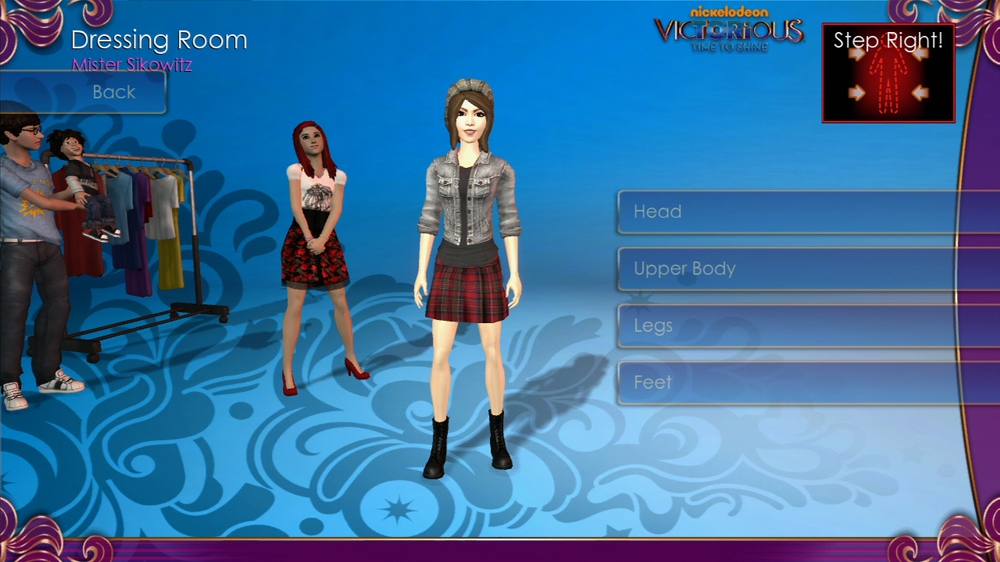 Dressing Room
Mister Sikowitz
Back
nickelodeon
VICTORIOUS
TIME TO SHINE
Step Right!
Head
Upper Body
Legs
Feet